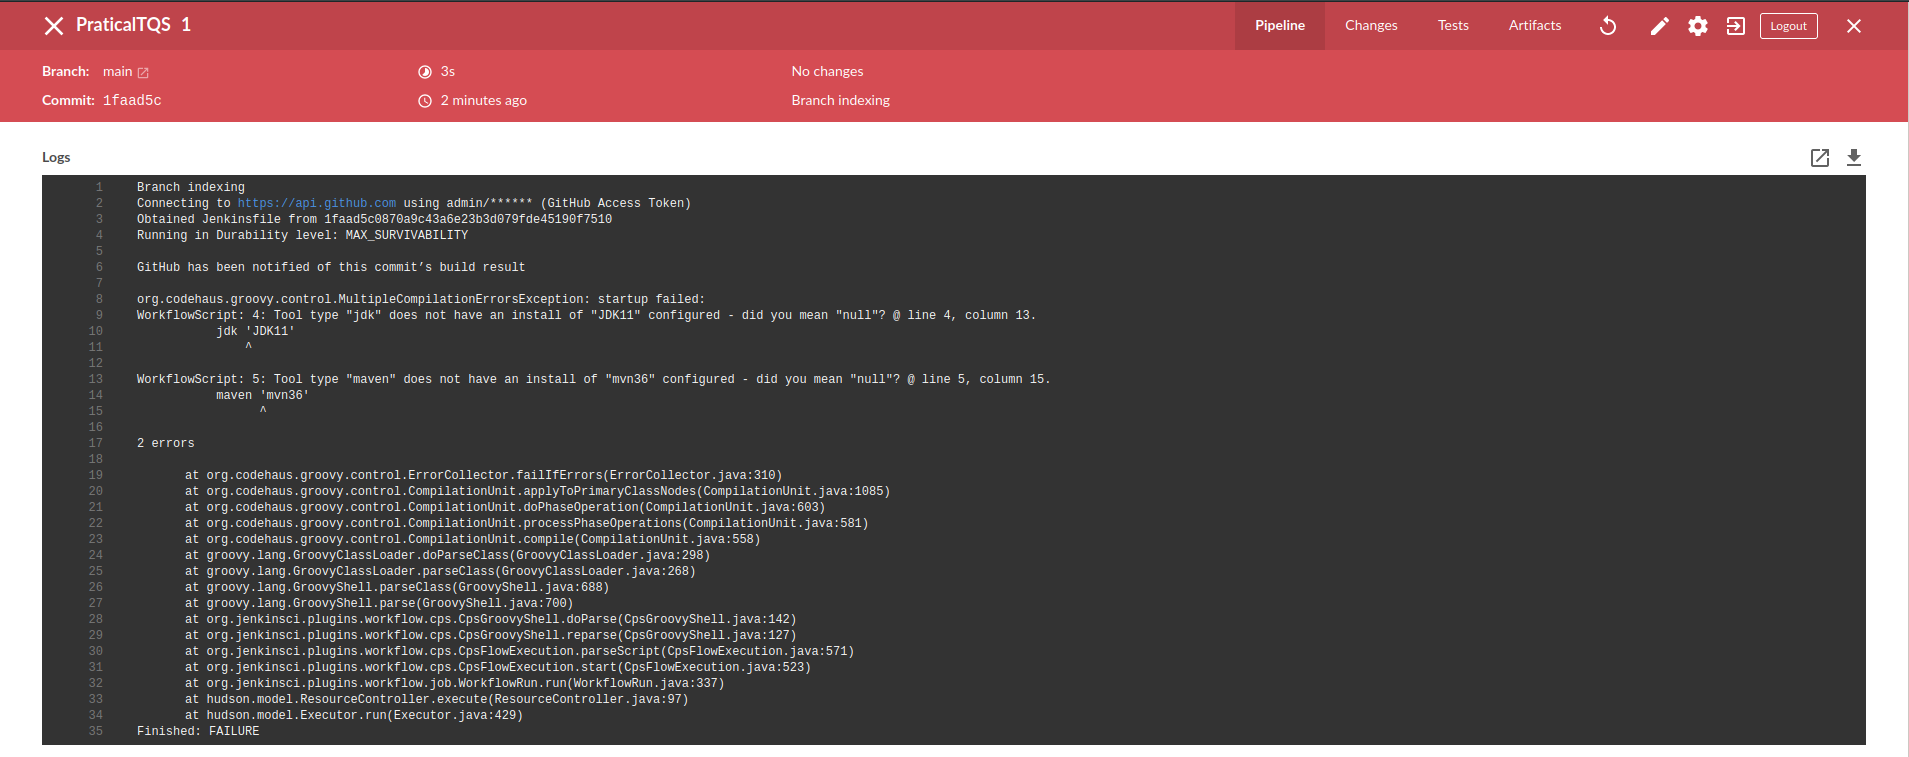 PraticalTQS 1
Pipeline Changes Tests Artifacts Logout
Branch: main 3s No changes
Commit: 1faad5c 2 minutes ago Branch indexing
Logs
1 Branch indexing
2 Connecting to https://api.github.com using admin/****** (GitHub Access Token)
3 Obtained Jenkinsfile from 1faad5c0870a9c43a6e23b3d079fde45190f7510
4 Running in Durability level: MAX_SURVIVABILITY
5
6 GitHub has been notified of this commit’s build result
7
8 org.codehaus.groovy.control.MultipleCompilationErrorsException: startup failed:
9 WorkflowScript: 4: Tool type "jdk" does not have an install of "JDK11" configured - did you mean "null"? @ line 4, column 13.
10 jdk 'JDK11'
11 ^
12
13 WorkflowScript: 5: Tool type "maven" does not have an install of "mvn36" configured - did you mean "null"? @ line 5, column 15.
14 maven 'mvn36'
15 ^
16
17 2 errors
18
19 at org.codehaus.groovy.control.ErrorCollector.failIfErrors(ErrorCollector.java:310)
20 at org.codehaus.groovy.control.CompilationUnit.applyToPrimaryClassNodes(CompilationUnit.java:1085)
21 at org.codehaus.groovy.control.CompilationUnit.doPhaseOperation(CompilationUnit.java:603)
22 at org.codehaus.groovy.control.CompilationUnit.processPhaseOperations(CompilationUnit.java:581)
23 at org.codehaus.groovy.control.CompilationUnit.compile(CompilationUnit.java:558)
24 at groovy.lang.GroovyClassLoader.doParseClass(GroovyClassLoader.java:298)
25 at groovy.lang.GroovyClassLoader.parseClass(GroovyClassLoader.java:268)
26 at groovy.lang.GroovyShell.parseClass(GroovyShell.java:688)
27 at groovy.lang.GroovyShell.parse(GroovyShell.java:700)
28 at org.jenkinsci.plugins.workflow.cps.CpsGroovyShell.doParse(CpsGroovyShell.java:142)
29 at org.jenkinsci.plugins.workflow.cps.CpsGroovyShell.reparse(CpsGroovyShell.java:127)
30 at org.jenkinsci.plugins.workflow.cps.CpsFlowExecution.parseScript(CpsFlowExecution.java:571)
31 at org.jenkinsci.plugins.workflow.cps.CpsFlowExecution.start(CpsFlowExecution.java:523)
32 at org.jenkinsci.plugins.workflow.job.WorkflowRun.run(WorkflowRun.java:337)
33 at hudson.model.ResourceController.execute(ResourceController.java:97)
34 at hudson.model.Executor.run(Executor.java:429)
35 Finished: FAILURE